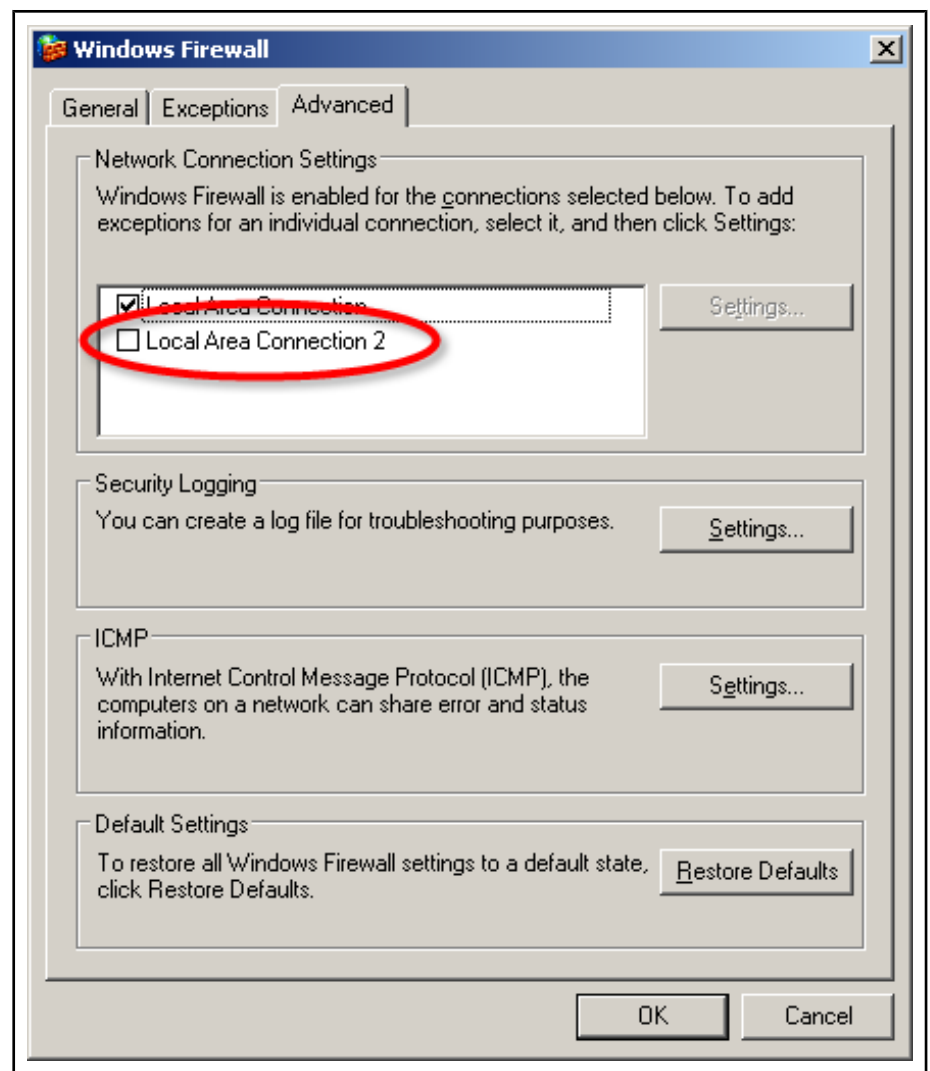 Windows Firewall
General Exceptions Advanced
Network Connection Settings
Windows Firewall is enabled for the connections selected below. To add
exceptions for an individual connection, select it, and then click Settings:
Local Area Connection
Settings...
Local Area Connection 2
Security Logging
You can create a log file for troubleshooting purposes.
Settings...
ICMP
With Internet Control Message Protocol (ICMP), the
computers on a network can share error and status
information.
Settings...
Default Settings
To restore all Windows Firewall settings to a default state,
click Restore Defaults.
Restore Defaults
OK Cancel